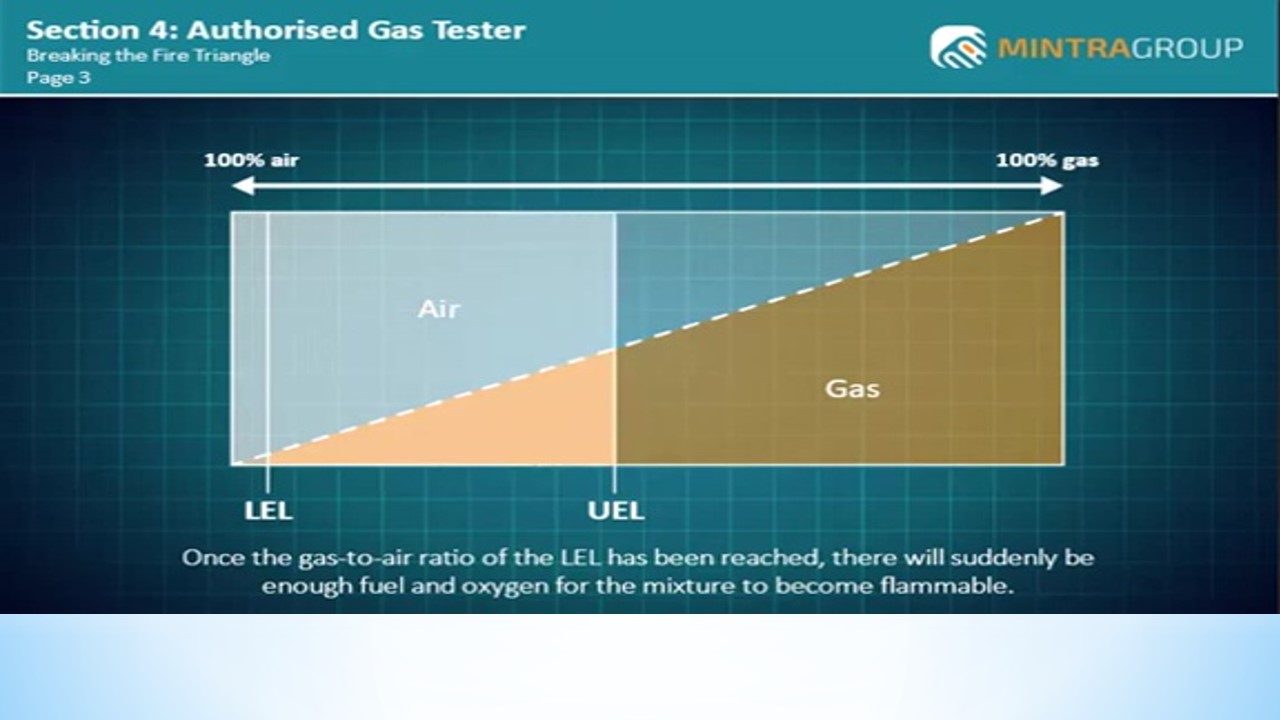 Section 4: Authorised Gas Tester
Breaking the Fire Triangle
Page 3
MINTRAGROUP
100% air
100% gas
Air
Gas
LEL
UEL
Once the gas-to-air ratio of the LEL has been reached, there will suddenly be
enough fuel and oxygen for the mixture to become flammable.